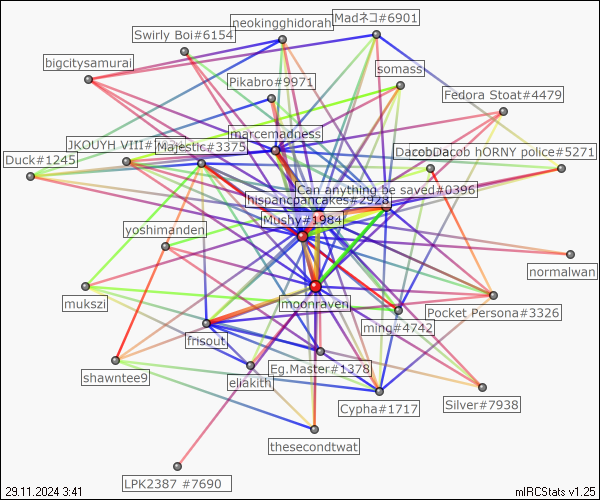 neokingghidorah
Madネコ#6901
Swirly Boi#6154
bigcitysamurai
somass
Pikabro#9971
Fedora Stoat#4479
marcemadness
JKOUYH VIII#
Majestic#3375
Dacob
Dacob hORNY police#5271
Duck#1245
Can anything be saved#0396
hispanicpancakes#2928
Mushy#1984
yoshimanden
normalwan
mukszi
moonraven
Pocket Persona#3326
ming#4742
frisout
Eg.Master#1378
shawntee9
eliakith
Cypha#1717
Silver#7938
thesecondtwat
LPK2387 #7690
29.11.2024 3:41
mIRCStats v1.25